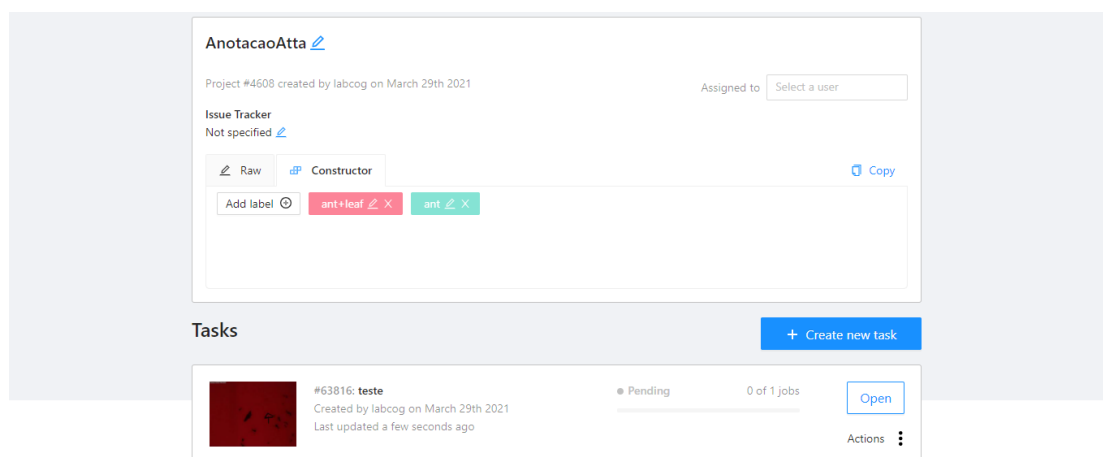 AnotacaoAtta
Project #4608 created by labcog on March 29th 2021
Assigned to Select a user
Issue Tracker
Not specified
Raw Constructor Copy
Add label ant+leaf ant
Tasks
+ Create new task
#63816: teste Pending 0 of 1 jobs Open
Created by labcog on March 29th 2021
Last updated a few seconds ago
Actions